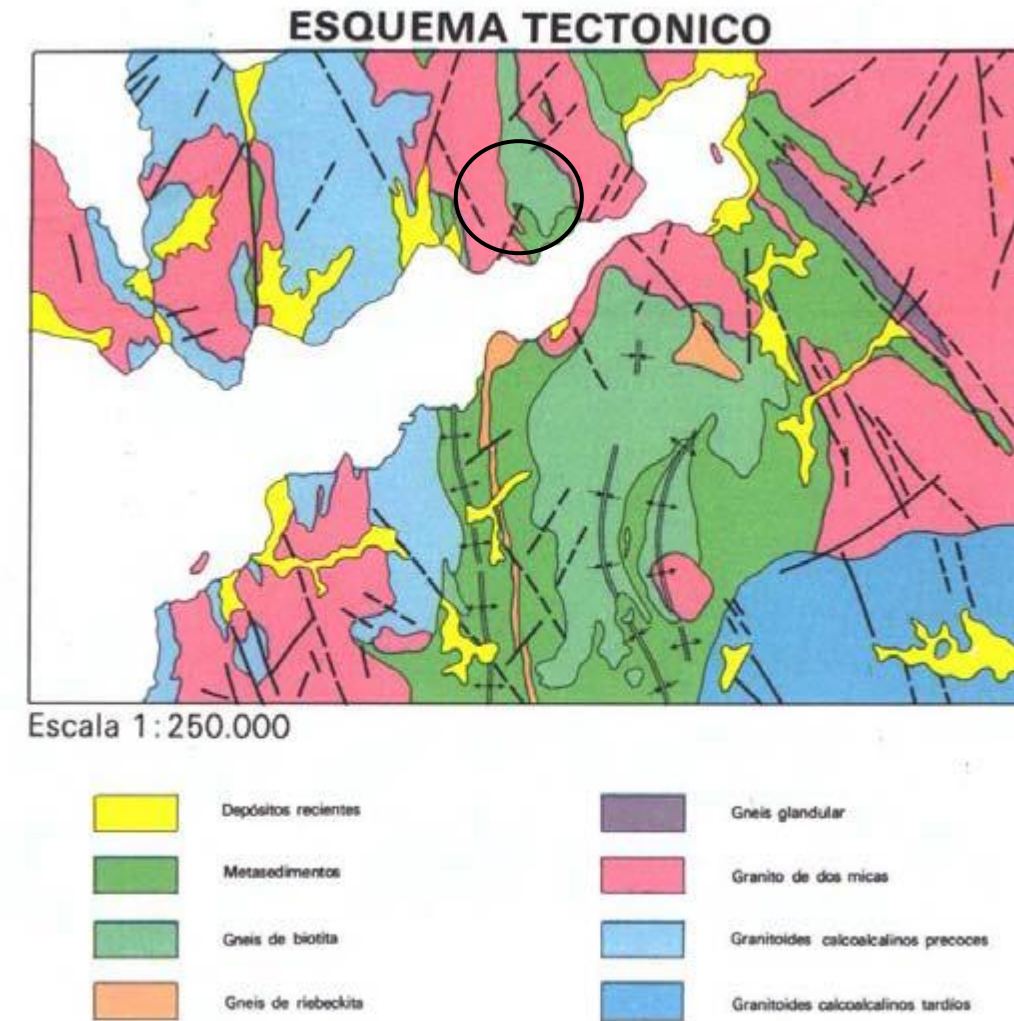 ESQUEMA TECTONICO
Escala 1:250.000
Depósitos recientes
Metasedimentos
Gneis de biotita
Gneis de riebeckita
Gneis glandular
Granito de dos micas
Granitoides calcoalcalinos precoces
Granitoides calcoalcalinos tardíos